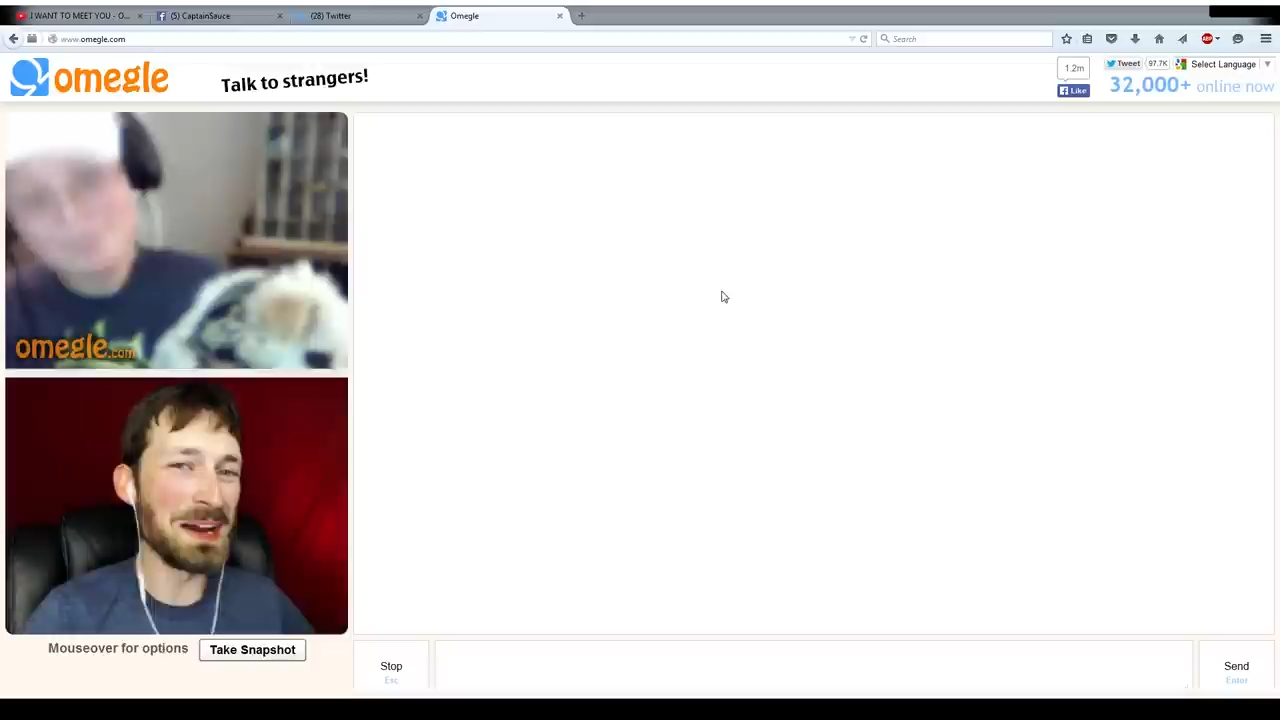 I WANT TO MEET YOU - O...
(5) CaptainSauce
(28) Twitter
Omegle
www.omegle.com
Search
ABP
omegle
Talk to strangers!
1.2m
Like
Tweet
97.7K
Select Language
32,000+ online now
omegle.com
Mouseover for options
Take Snapshot
Stop
Esc
Send
Enter